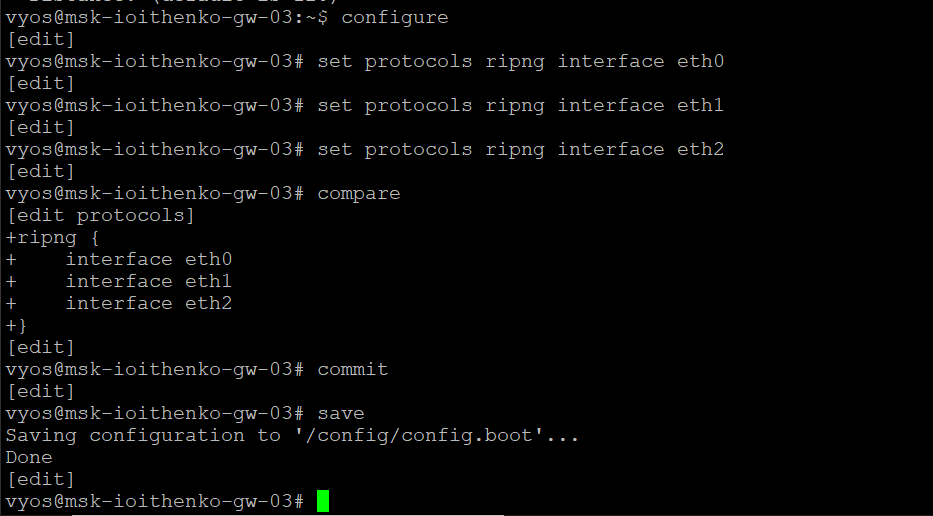 vyos@msk-ioithenko-gw-03:~$ configure
[edit]
vyos@msk-ioithenko-gw-03# set protocols ripng interface eth0
[edit]
vyos@msk-ioithenko-gw-03# set protocols ripng interface eth1
[edit]
vyos@msk-ioithenko-gw-03# set protocols ripng interface eth2
[edit]
vyos@msk-ioithenko-gw-03# compare
[edit protocols]
+ripng {
+    interface eth0
+    interface eth1
+    interface eth2
+}
[edit]
vyos@msk-ioithenko-gw-03# commit
[edit]
vyos@msk-ioithenko-gw-03# save
Saving configuration to '/config/config.boot'...
Done
[edit]
vyos@msk-ioithenko-gw-03#